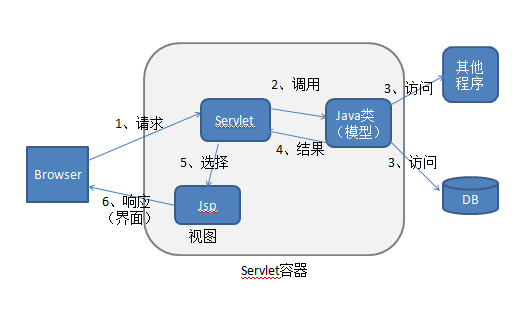 其他
程序
2、调用
3、访问
Java类
（模型）
1、请求
Servlet
4、结果
3、访问
5、选择
Browser
6、响应
（界面）
Jsp
DB
视图
Servlet容器